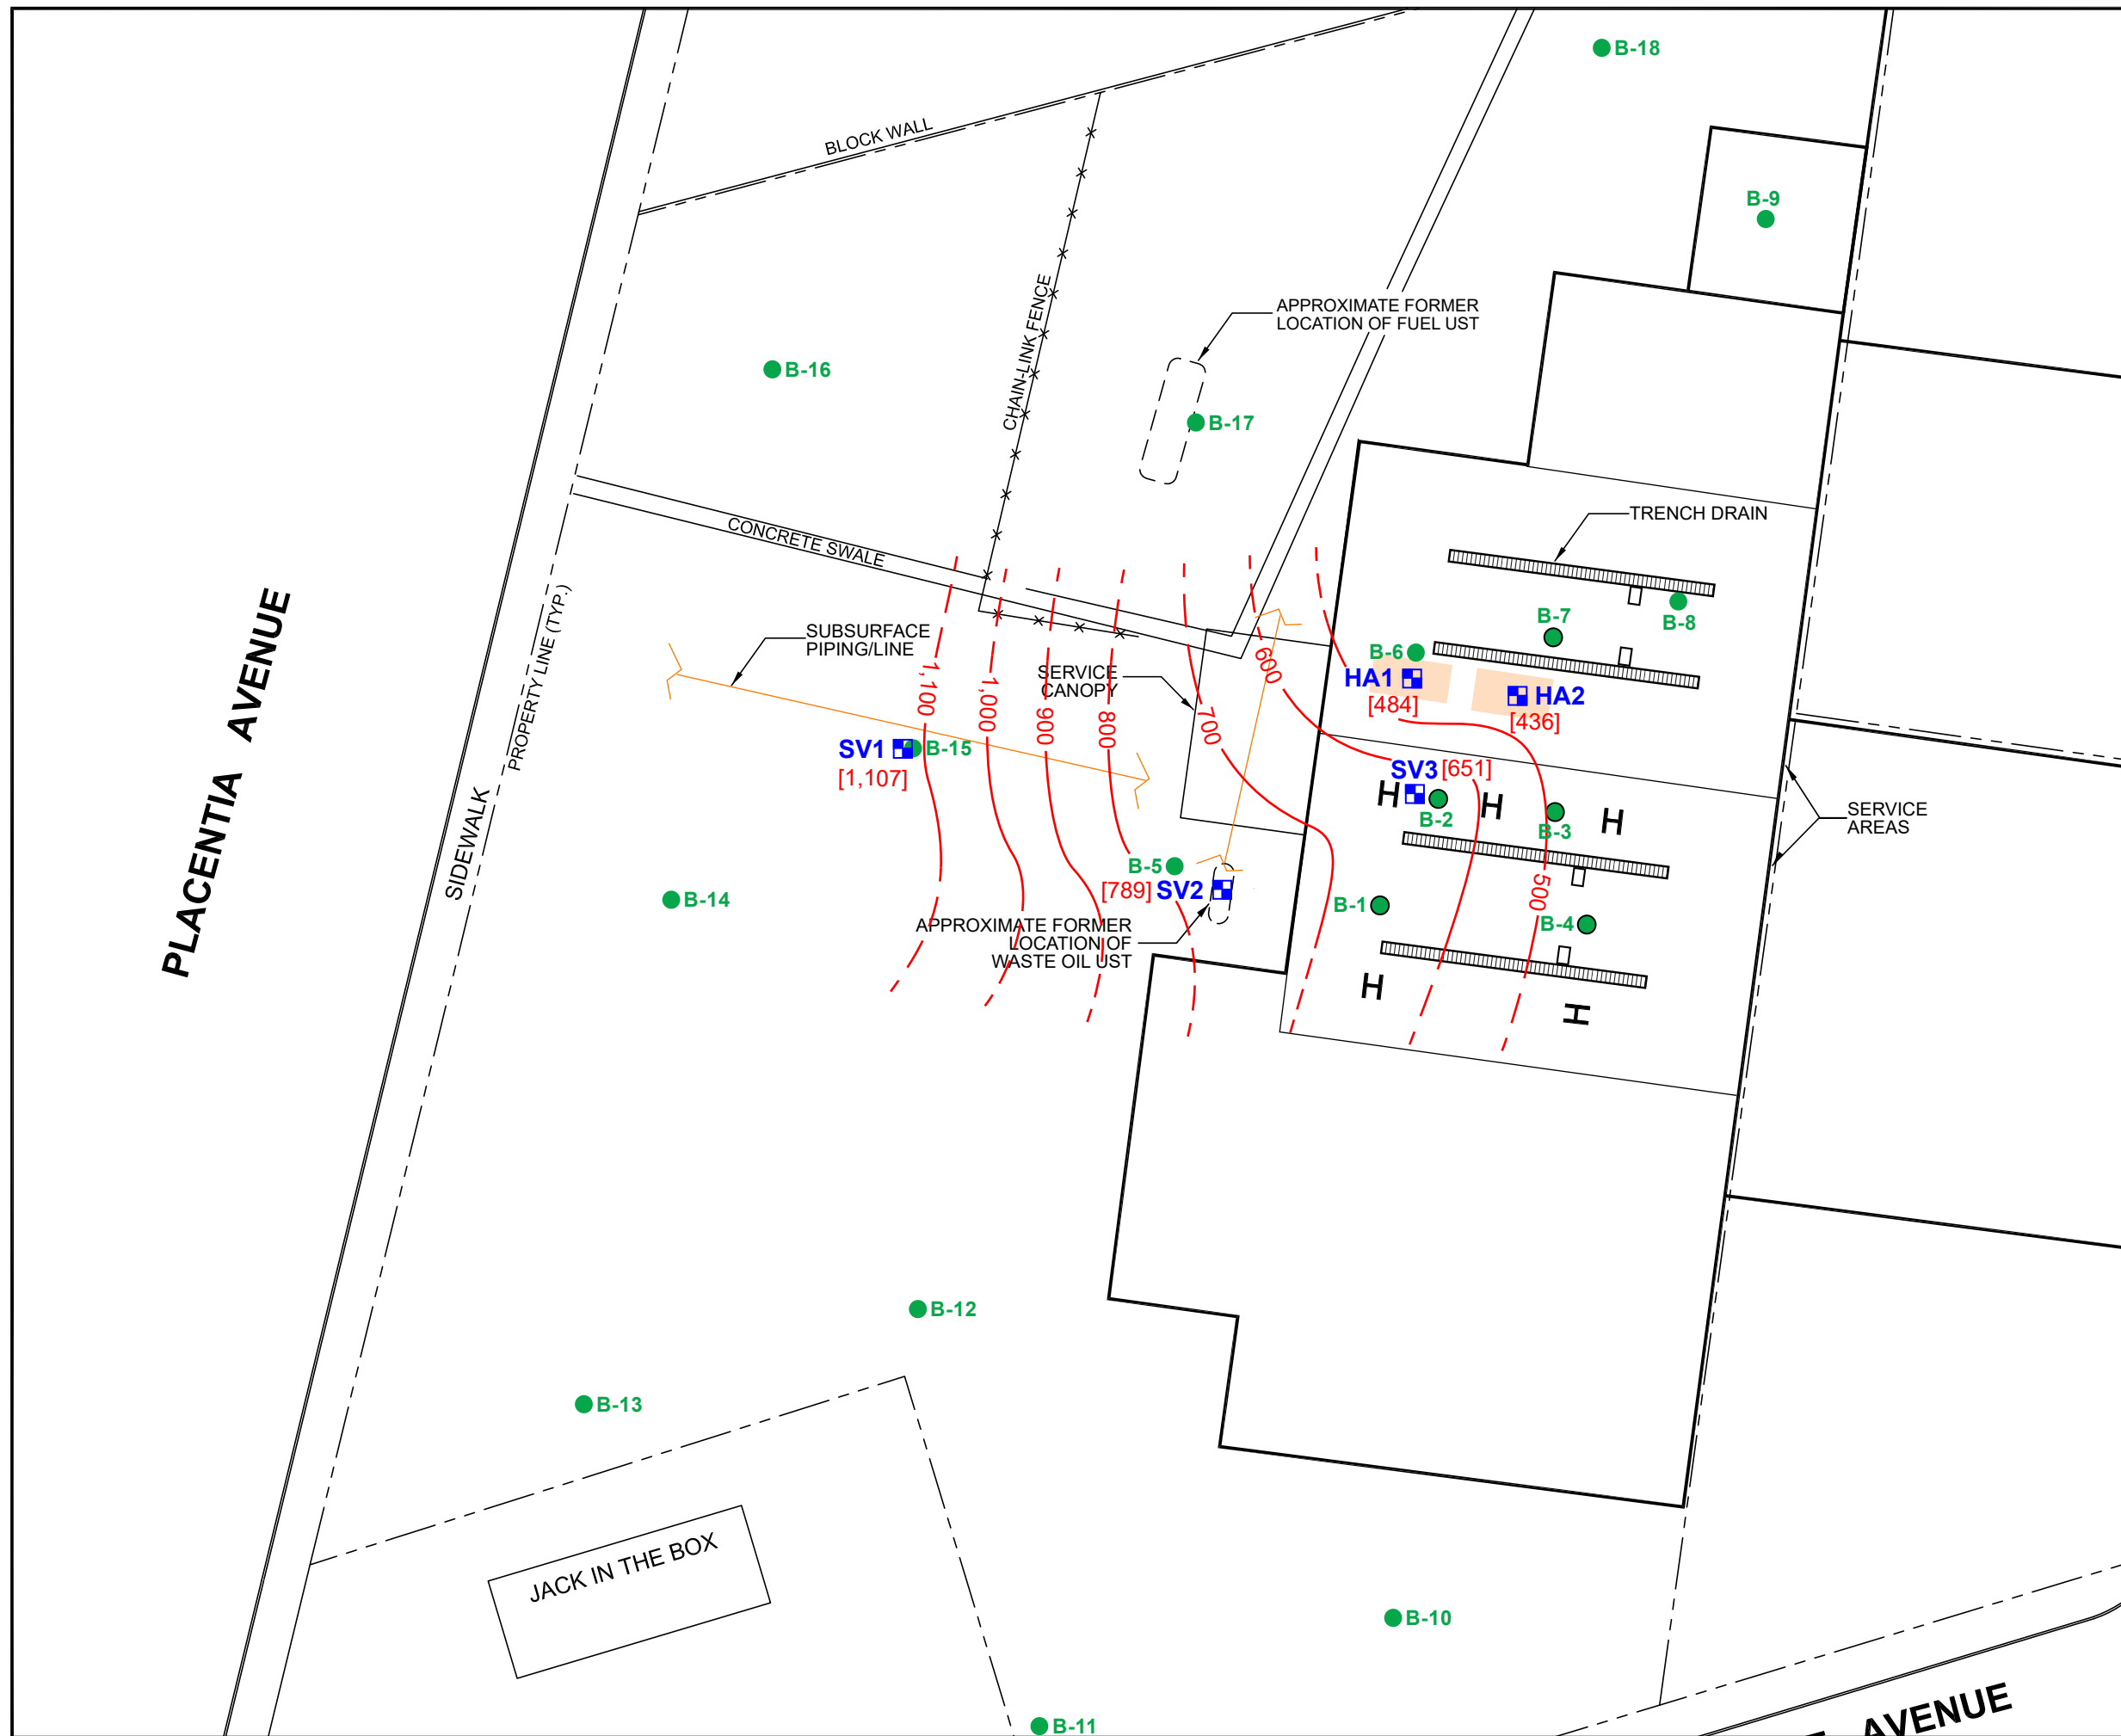 B-18
BLOCK WALL
B-9
APPROXIMATE FORMER
LOCATION OF FUEL UST
CHAIN-LINK FENCE
B-16
B-17
TRENCH DRAIN
CONCRETE SWALE
PROPERTY LINE (TYP.)
PLACENTIA AVENUE
SIDEWALK
SUBSURFACE
PIPING/LINE
B-7
B-8
B-6
SERVICE
CANOPY
HA1
[484]
HA2
[436]
1,100
1,000
900
800
700
600
500
SV1
B-15
[1,107]
SV3 [651]
H
H
H
B-2
B-3
SERVICE
AREAS
B-5
[789] SV2
B-14
B-1
B-4
APPROXIMATE FORMER
LOCATION OF
WASTE OIL UST
H
H
B-12
B-13
JACK IN THE BOX
B-10
B-11
AVENUE